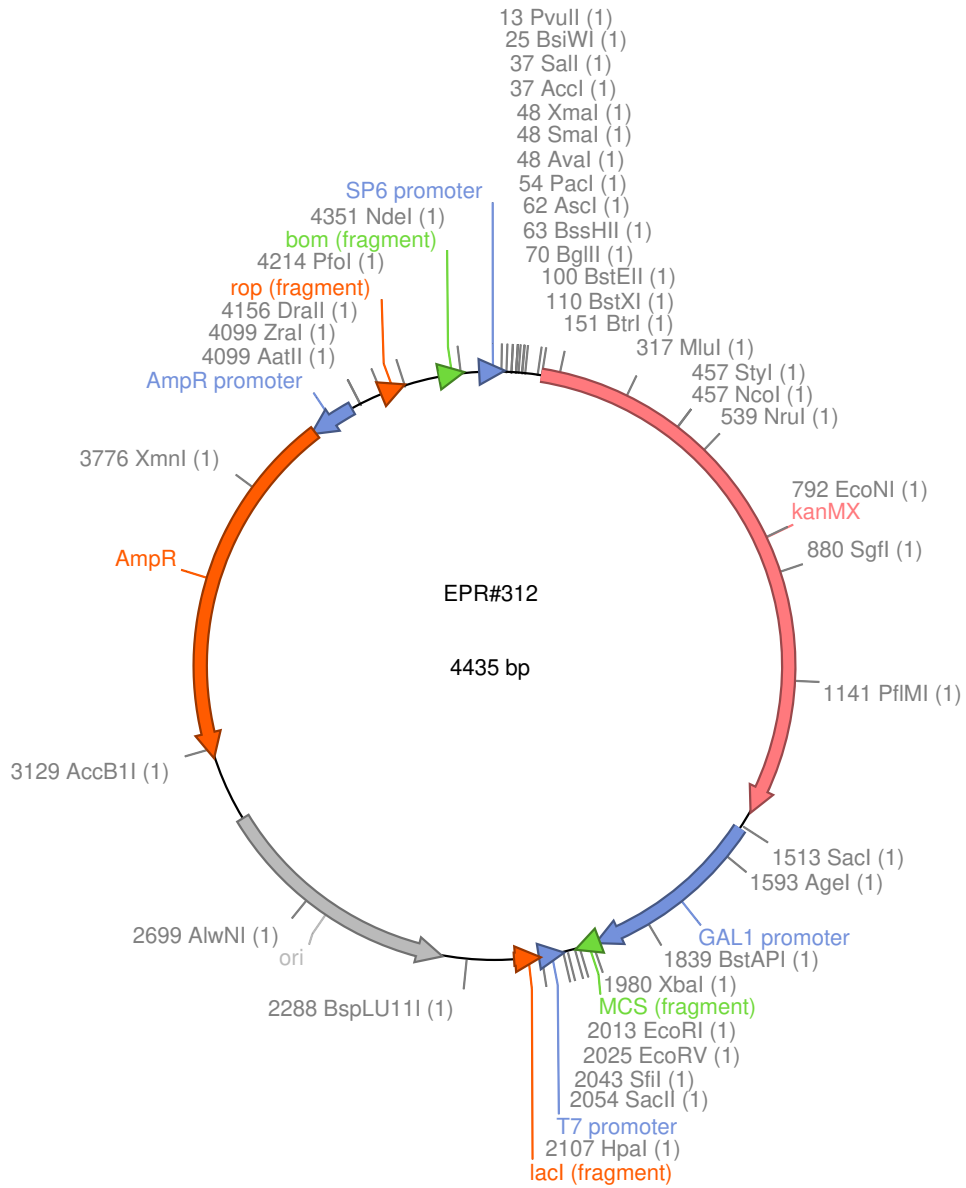 13 PvuII (1)
25 BsiWI (1)
37 SalI (1)
37 AccI (1)
48 XmaI (1)
48 SmaI (1)
48 AvaI (1)
54 PacI (1)
62 AscI (1)
63 BssHII (1)
70 BglII (1)
100 BstEII (1)
110 BstXI (1)
151 BtrI (1)
317 MluI (1)
457 StyI (1)
457 NcoI (1)
539 NruI (1)
792 EcoNI (1)
kanMX
880 SgfI (1)
1141 PflMI (1)
1513 SacI (1)
1593 AgeI (1)
GAL1 promoter
1839 BstAPI (1)
1980 XbaI (1)
MCS (fragment)
2013 EcoRI (1)
2025 EcoRV (1)
2043 SfiI (1)
2054 SacII (1)
T7 promoter
2107 HpaI (1)
lacI (fragment)
2288 BspLU11I (1)
ori
2699 AlwNI (1)
3129 AccB1I (1)
AmpR
3776 XmnI (1)
AmpR promoter
4099 AatII (1)
4099 ZraI (1)
4156 DraII (1)
rop (fragment)
4214 PfoI (1)
bom (fragment)
4351 NdeI (1)
SP6 promoter
EPR#312
4435 bp